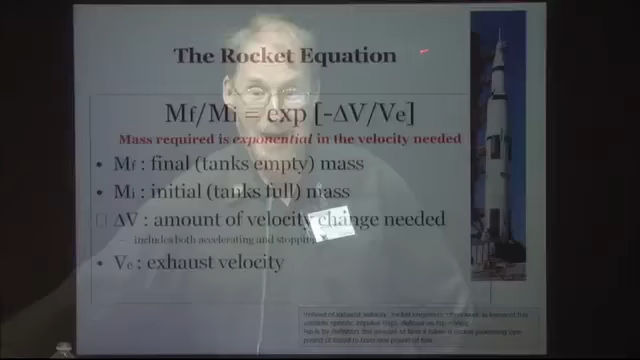 The Rocket Equation
Mf/Mi = exp [-ΔV/Ve]
Mass required is exponential in the velocity needed
• Mf : final (tanks empty) mass
• Mi : initial (tanks full) mass
ΔV : amount of velocity change needed
– includes both accelerating and stopping
• Ve : exhaust velocity